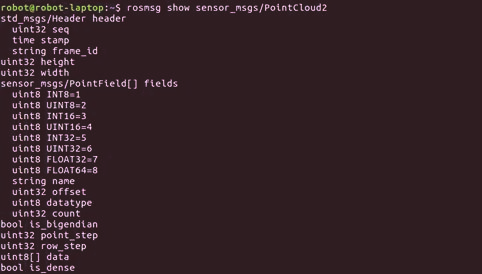 robot@robot-laptop:~$ rosmsg show sensor_msgs/PointCloud2
std_msgs/Header header
  uint32 seq
  time stamp
  string frame_id
uint32 height
uint32 width
sensor_msgs/PointField[] fields
  uint8 INT8=1
  uint8 UINT8=2
  uint8 INT16=3
  uint8 UINT16=4
  uint8 INT32=5
  uint8 UINT32=6
  uint8 FLOAT32=7
  uint8 FLOAT64=8
  string name
  uint32 offset
  uint8 datatype
  uint32 count
bool is_bigendian
uint32 point_step
uint32 row_step
uint8[] data
bool is_dense